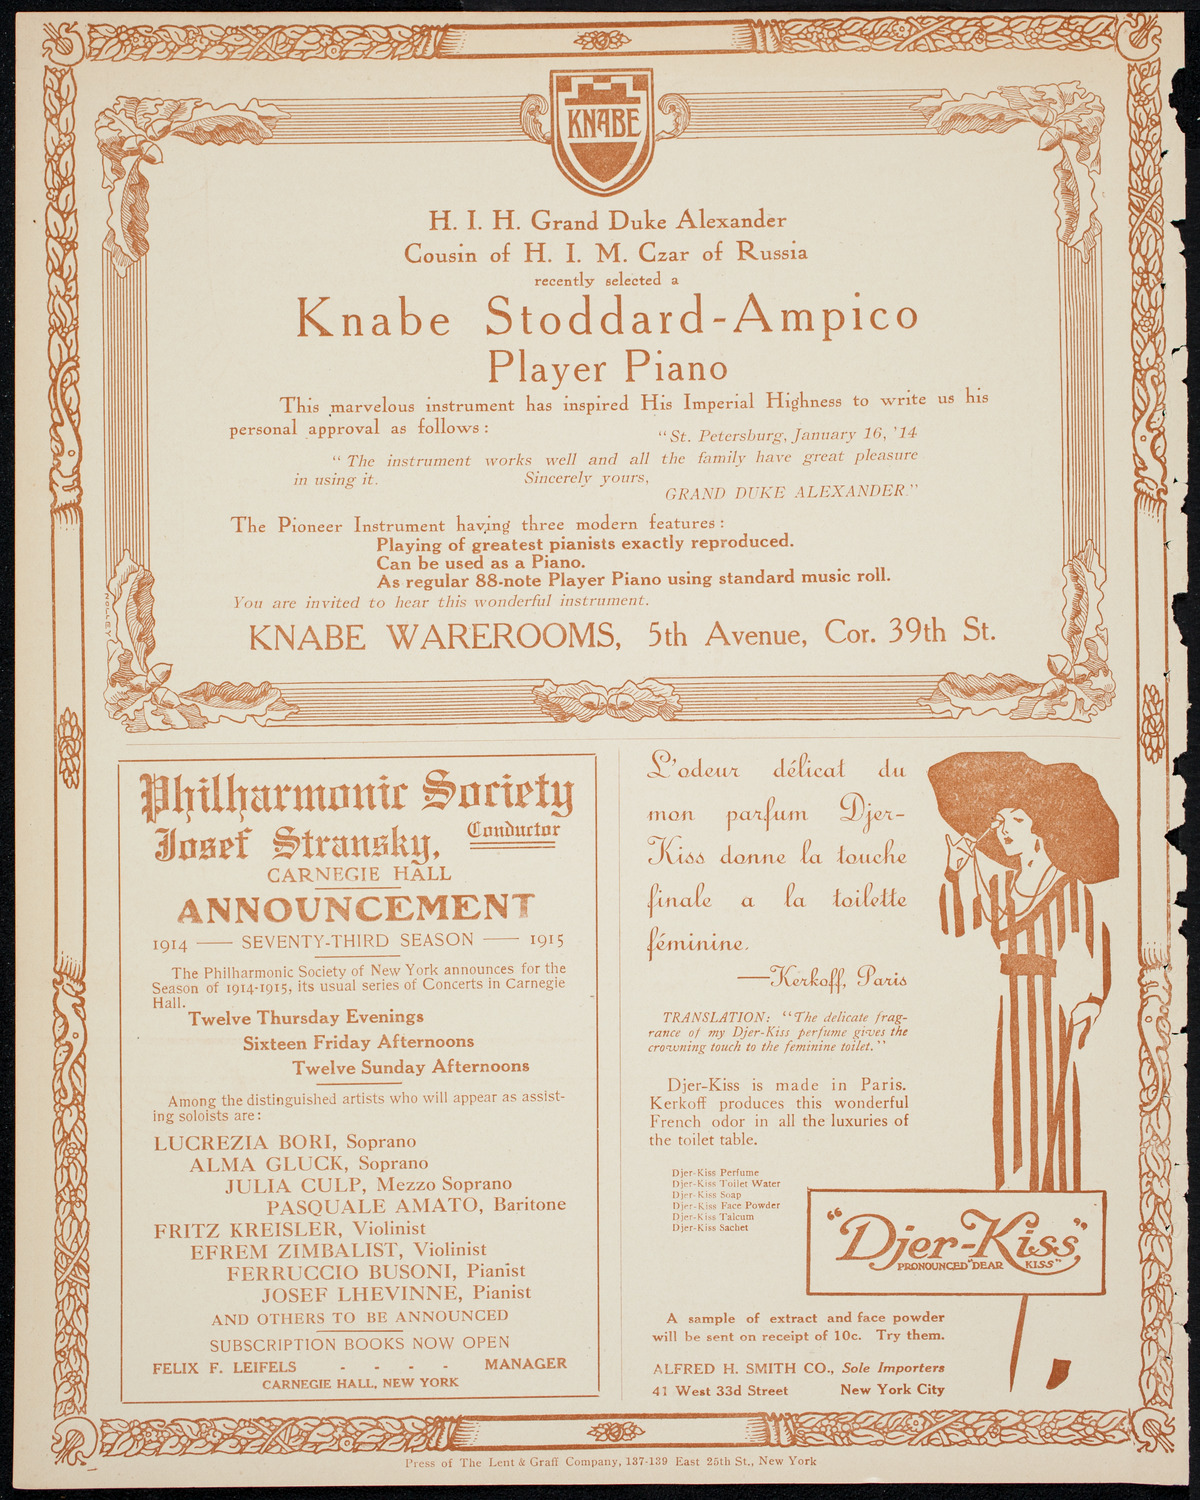 KNABE
H. I. H. Grand Duke Alexander
Cousin of H. I. M. Czar of Russia
recently selected a
Knabe Stoddard-Ampico
Player Piano
This marvelous instrument has inspired His Imperial Highness to write us his
personal approval as follows:
"St. Petersburg, January 16, '14
"The instrument works well and all the family have great pleasure
in using it. Sincerely yours,
GRAND DUKE ALEXANDER."
The Pioneer Instrument having three modern features:
Playing of greatest pianists exactly reproduced.
Can be used as a Piano.
As regular 88-note Player Piano using standard music roll.
You are invited to hear this wonderful instrument.
KNABE WAREROOMS, 5th Avenue, Cor. 39th St.
NOLLEY
Philharmonic Society
Josef Stransky, Conductor
CARNEGIE HALL
ANNOUNCEMENT
1914 — SEVENTY-THIRD SEASON — 1915
The Philharmonic Society of New York announces for the
Season of 1914-1915, its usual series of Concerts in Carnegie
Hall.
Twelve Thursday Evenings
Sixteen Friday Afternoons
Twelve Sunday Afternoons
Among the distinguished artists who will appear as assist-
ing soloists are:
LUCREZIA BORI, Soprano
ALMA GLUCK, Soprano
JULIA CULP, Mezzo Soprano
PASQUALE AMATO, Baritone
FRITZ KREISLER, Violinist
EFREM ZIMBALIST, Violinist
FERRUCCIO BUSONI, Pianist
JOSEF LHEVINNE, Pianist
AND OTHERS TO BE ANNOUNCED
SUBSCRIPTION BOOKS NOW OPEN
FELIX F. LEIFELS - - - - MANAGER
CARNEGIE HALL, NEW YORK
L'odeur délicat du
mon parfum Djer-
Kiss donne la touche
finale a la toilette
féminine.
—Kerkoff, Paris
TRANSLATION: "The delicate frag-
rance of my Djer-Kiss perfume gives the
crowning touch to the feminine toilet."
Djer-Kiss is made in Paris.
Kerkoff produces this wonderful
French odor in all the luxuries of
the toilet table.
Djer-Kiss Perfume
Djer-Kiss Toilet Water
Djer-Kiss Soap
Djer-Kiss Face Powder
Djer-Kiss Talcum
Djer-Kiss Sachet
"Djer-Kiss,"
PRONOUNCED "DEAR KISS"
A sample of extract and face powder
will be sent on receipt of 10c. Try them.
ALFRED H. SMITH CO., Sole Importers
41 West 33d Street New York City
Press of The Lent & Graff Company, 137-139 East 25th St., New York